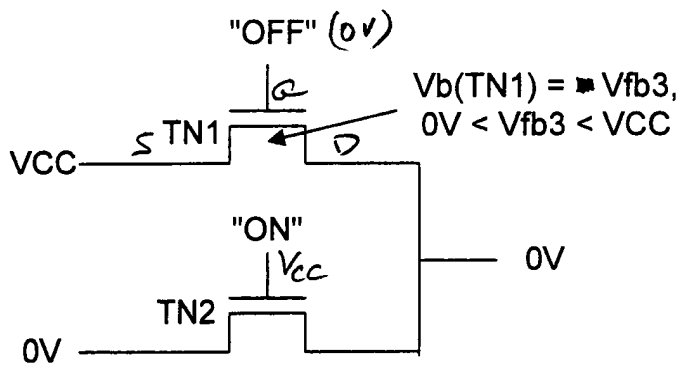 "OFF" (0V)
G
Vb(TN1) = Vfb3,
0V < Vfb3 < VCC
S
TN1
D
VCC
"ON"
Vcc
TN2
0V
0V